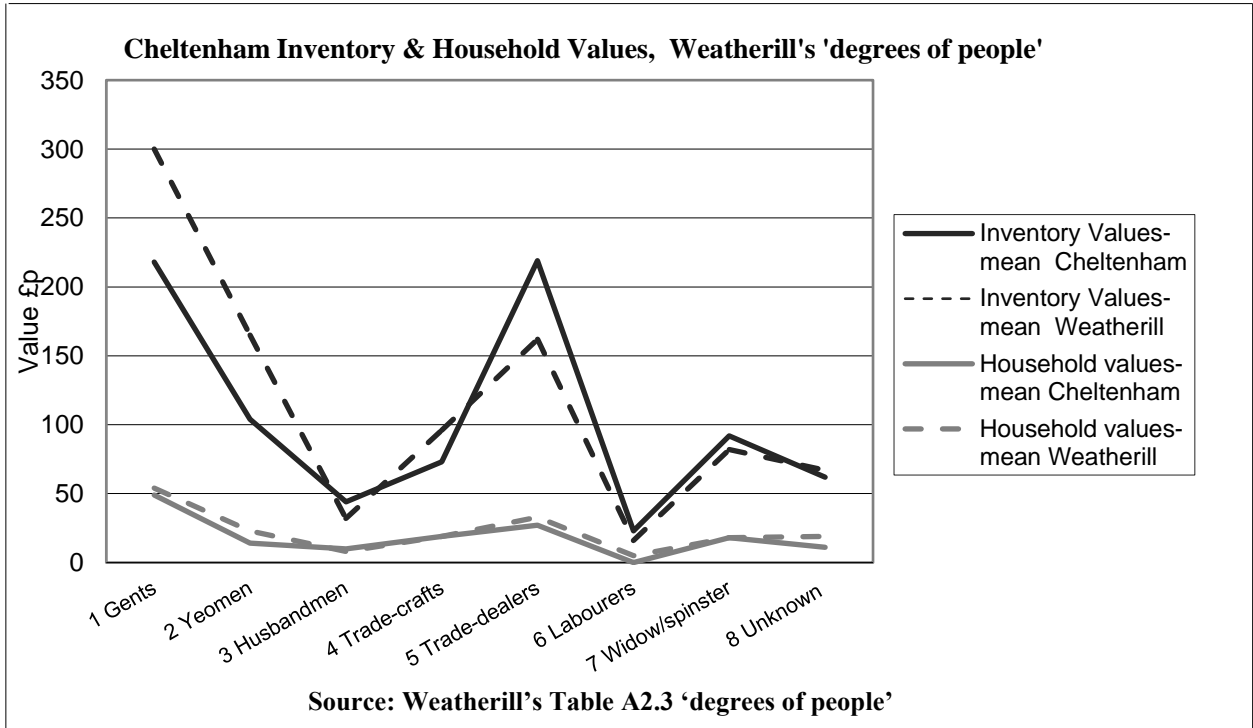 Cheltenham Inventory & Household Values, Weatherill's 'degrees of people'
350
300
250
200
150
100
50
0
Value £p
1 Gents
2 Yeomen
3 Husbandmen
4 Trade-crafts
5 Trade-dealers
6 Labourers
7 Widow/spinster
8 Unknown
Inventory Values-
mean Cheltenham
Inventory Values-
mean Weatherill
Household values-
mean Cheltenham
Household values-
mean Weatherill
Source: Weatherill’s Table A2.3 ‘degrees of people’